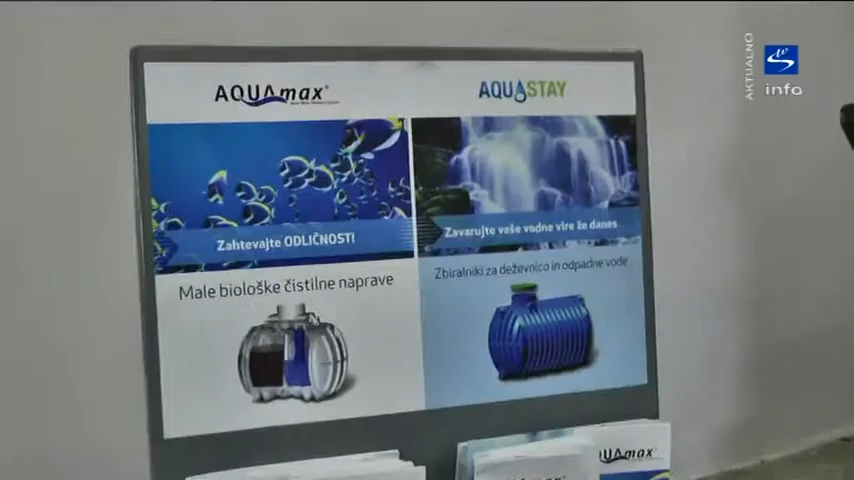 AQUAmax®
AQUASTAY
AKTUALNO
tv
S
info
Zahtevajte ODLIČNOSTI
Zavarujte vaše vodne vire že danes
Male biološke čistilne naprave
Zbiralniki za deževnico in odpadne vode
AQUAmax